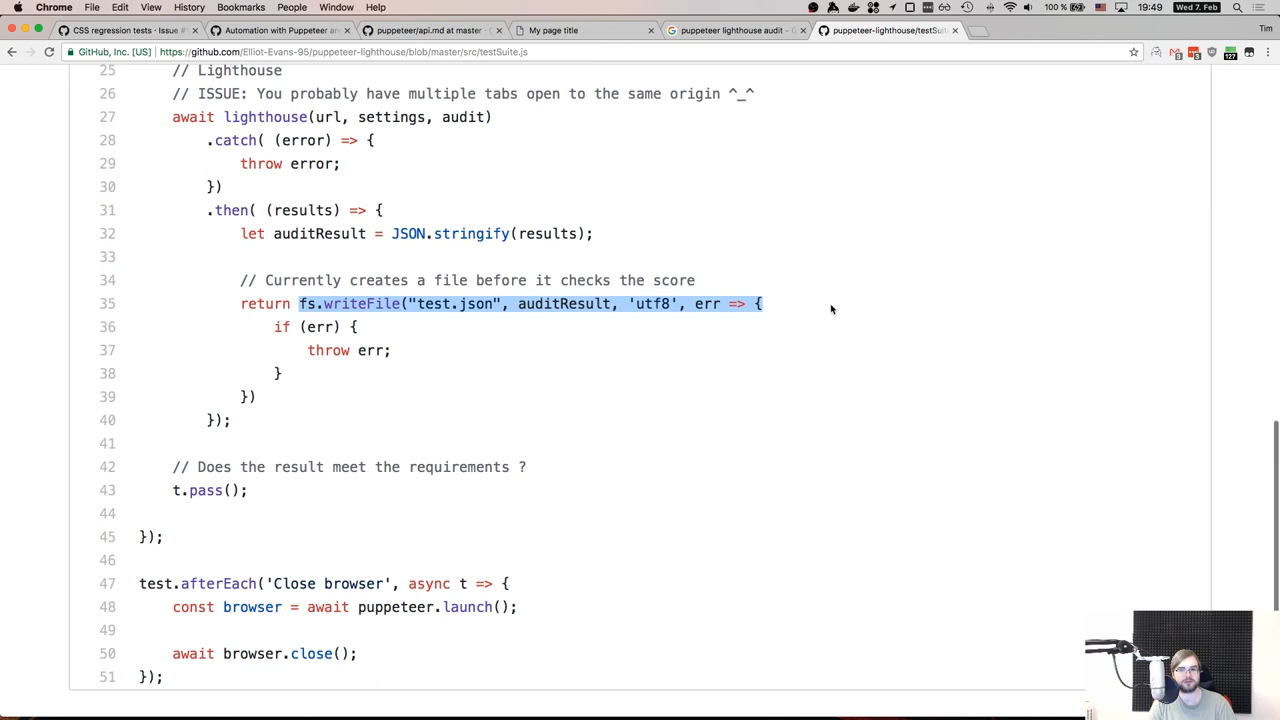 Chrome File Edit View History Bookmarks People Window Help
100 % Wed 7. Feb 19:49
CSS regression tests · Issue #
Automation with Puppeteer and
puppeteer/api.md at master ·
My page title
puppeteer lighthouse audit - G
puppeteer-lighthouse/testSuite
Tim
GitHub, Inc. [US] https://github.com/Elliot-Evans-95/puppeteer-lighthouse/blob/master/src/testSuite.js
127
25 // Lighthouse
26 // ISSUE: You probably have multiple tabs open to the same origin ^_^
27 await lighthouse(url, settings, audit)
28 .catch( (error) => {
29 throw error;
30 })
31 .then( (results) => {
32 let auditResult = JSON.stringify(results);
33
34 // Currently creates a file before it checks the score
35 return fs.writeFile("test.json", auditResult, 'utf8', err => {
36 if (err) {
37 throw err;
38 }
39 })
40 });
41
42 // Does the result meet the requirements ?
43 t.pass();
44
45 });
46
47 test.afterEach('Close browser', async t => {
48 const browser = await puppeteer.launch();
49
50 await browser.close();
51 });